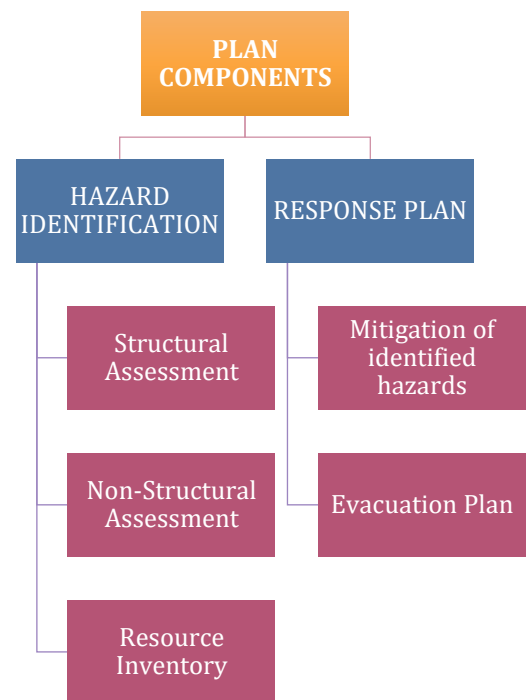 PLAN
COMPONENTS
HAZARD
IDENTIFICATION
RESPONSE PLAN
Structural
Assessment
Non-Structural
Assessment
Resource
Inventory
Mitigation of
identified
hazards
Evacuation Plan